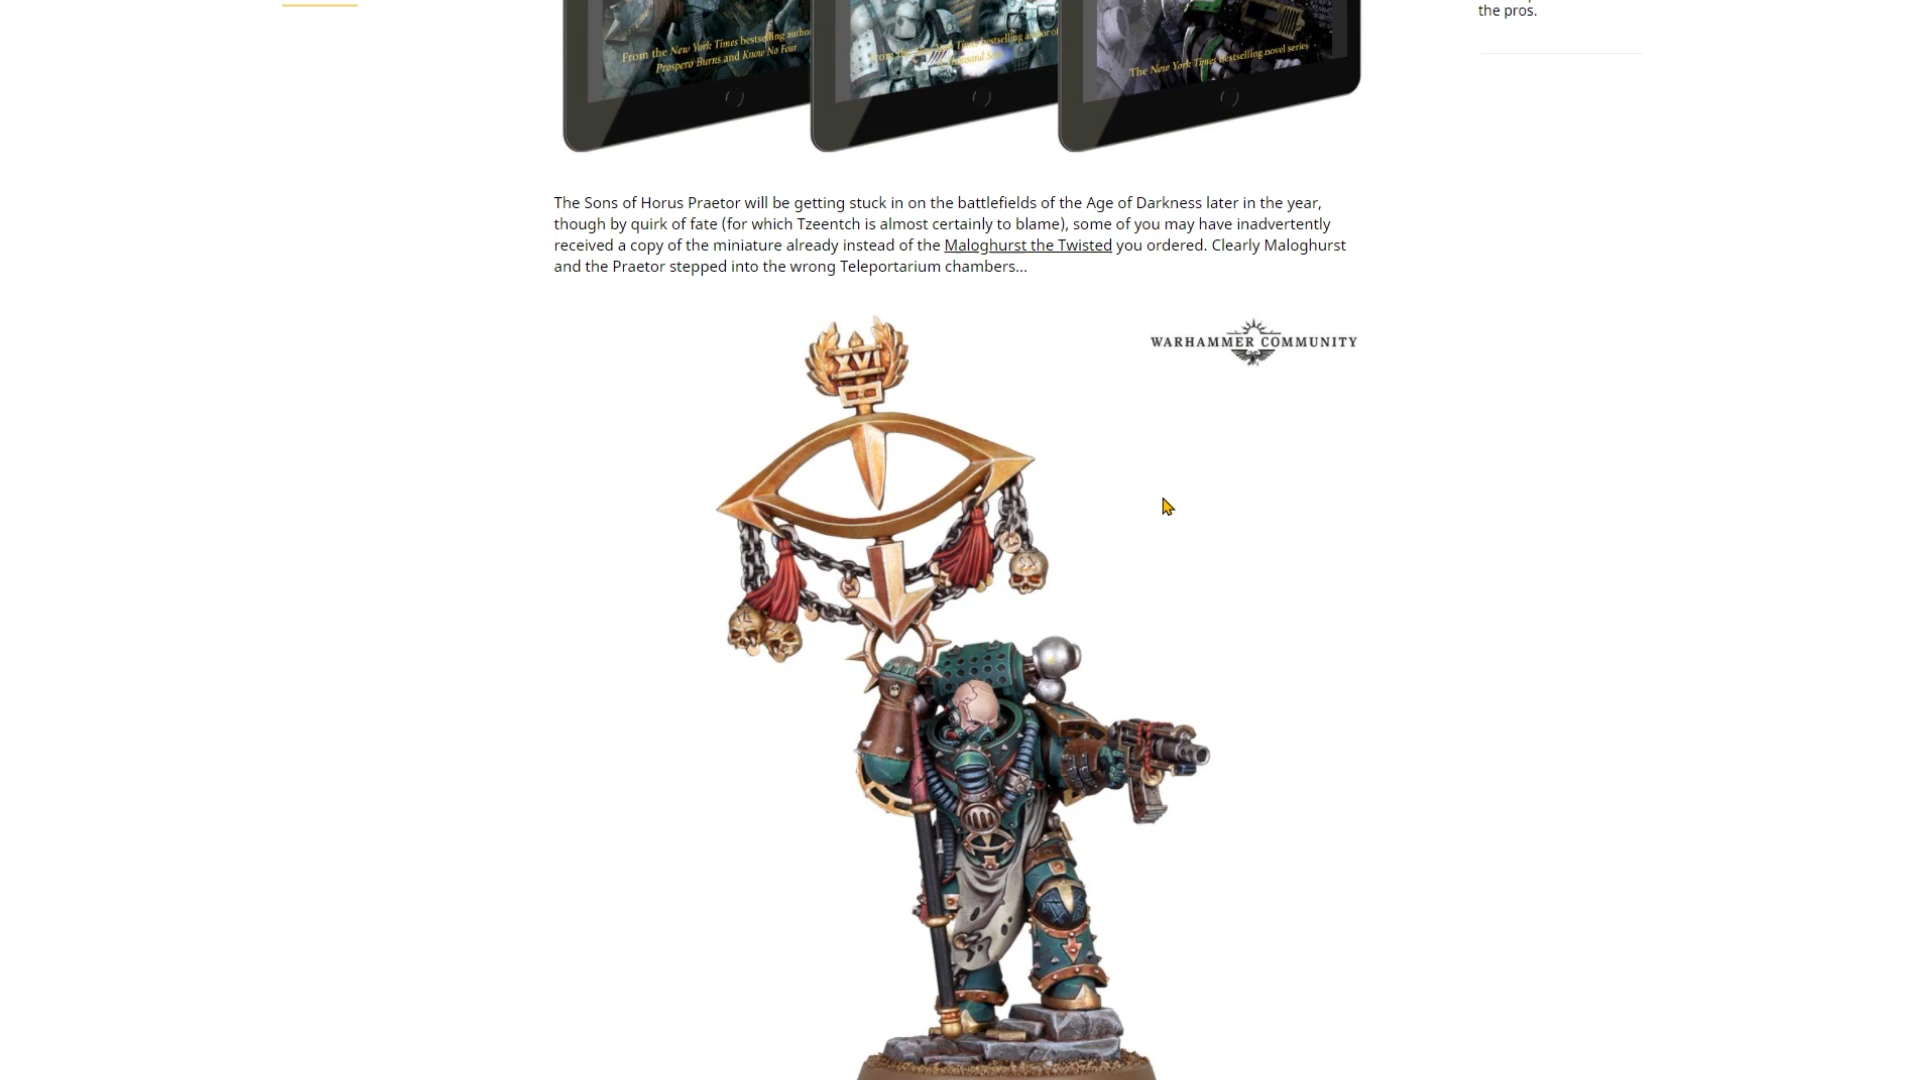 the pros.
From the New York Times bestselling autho
Prospero Burns and Know No Fear
The New York Times bestselling novel series
The Sons of Horus Praetor will be getting stuck in on the battlefields of the Age of Darkness later in the year,
though by quirk of fate (for which Tzeentch is almost certainly to blame), some of you may have inadvertently
received a copy of the miniature already instead of the Maloghurst the Twisted you ordered. Clearly Maloghurst
and the Praetor stepped into the wrong Teleportarium chambers...
WARHAMMER COMMUNITY
XVI